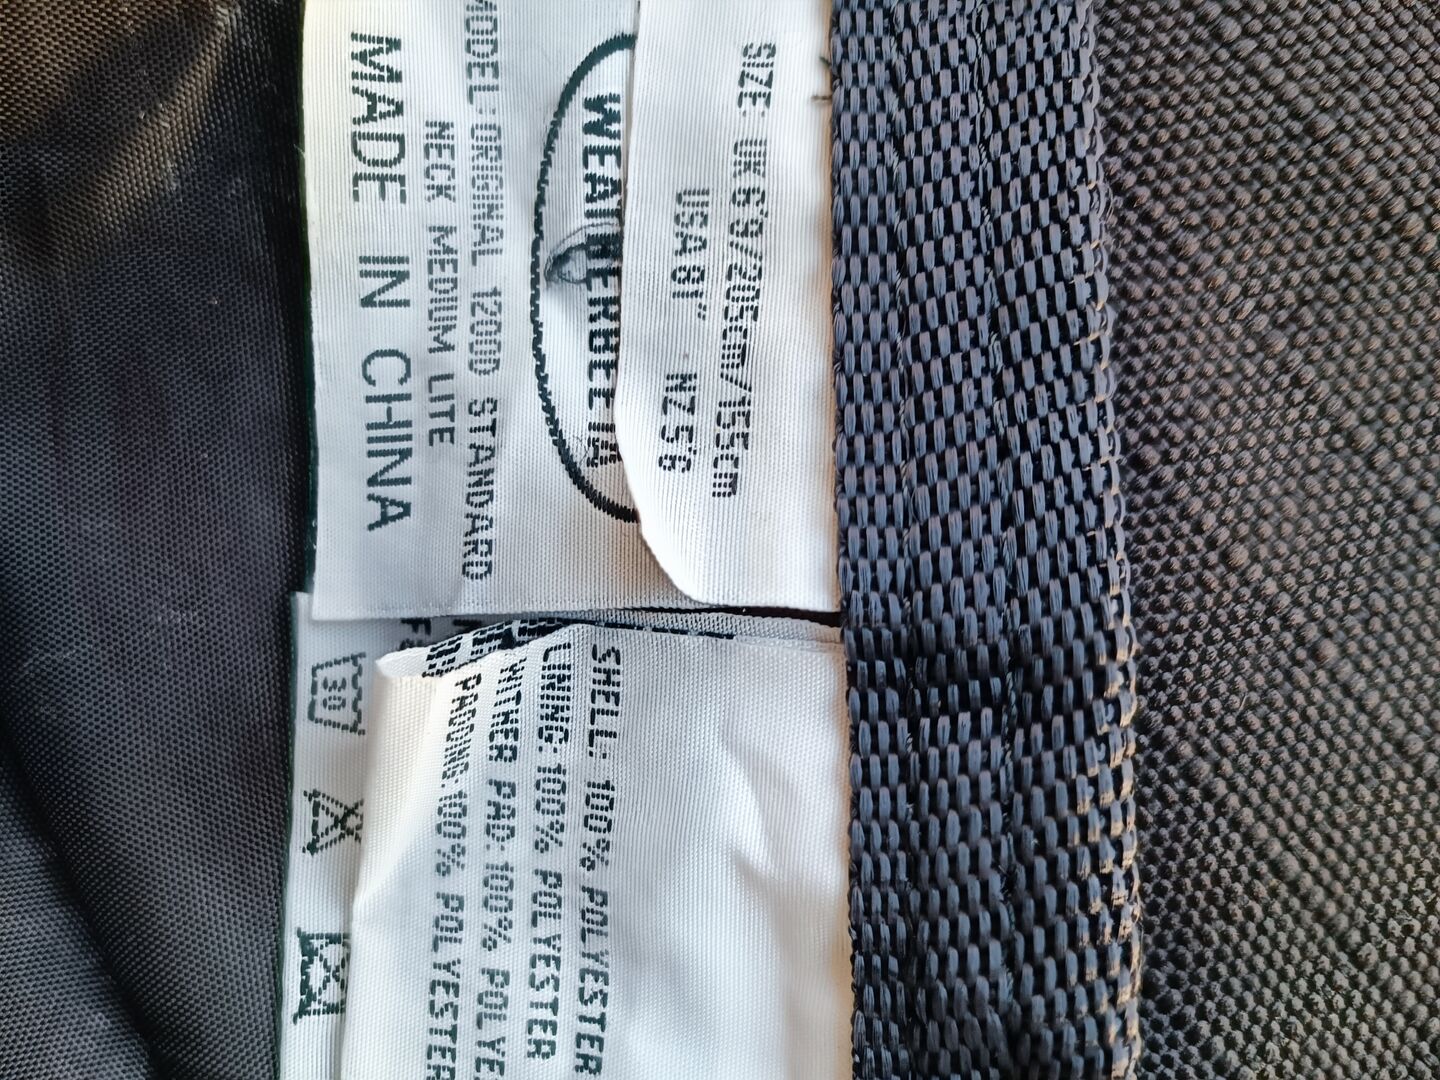 SIZE: UK 6'9/205cm/155cm
USA 81" NZ 5'6
WEATHERBEETA
MODEL: ORIGINAL 1200D STANDARD
NECK MEDIUM LITE
MADE IN CHINA
SHELL: 100% POLYESTER
LINING: 100% POLYESTER
WITHER PAD: 100%
PADDING: 100% POLYESTER
30